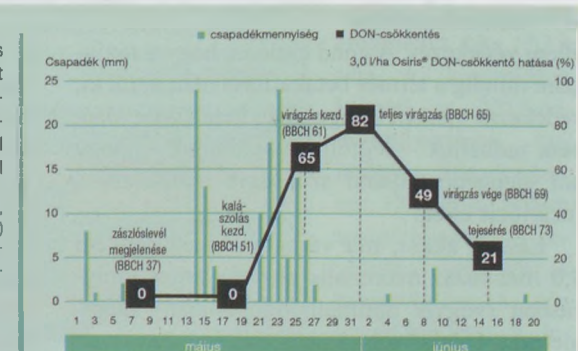 csapadékmennyiség DON-csökkentés
Csapadék (mm) 3,0 l/ha Osiris® DON-csökkentő hatása (%)
25 100
20 80
15 60
10 40
5 20
0 0
virágzás kezd.
(BBCH 61)
82 teljes virágzás (BBCH 65)
65
49 virágzás vége (BBCH 69)
kalá-
szolás
kezd.
(BBCH 51)
zászlóslevél
megjelenése
(BBCH 37)
tejesérés (BBCH 73)
21
0 0
1 3 5 7 9 11 13 15 17 19 21 23 25 27 29 31 2 4 6 8 10 12 14 16 18 20
május június